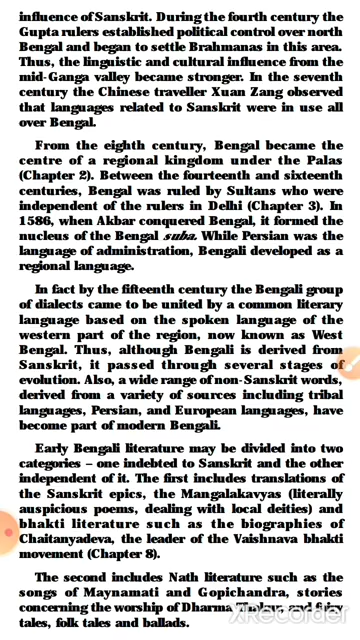 influence of Sanskrit. During the fourth century the
Gupta rulers established political control over north
Bengal and began to settle Brahmanas in this area.
Thus, the linguistic and cultural influence from the
mid-Ganga valley became stronger. In the seventh
century the Chinese traveller Xuan Zang observed
that languages related to Sanskrit were in use all
over Bengal.
From the eighth century, Bengal became the
centre of a regional kingdom under the Palas
(Chapter 2). Between the fourteenth and sixteenth
centuries, Bengal was ruled by Sultans who were
independent of the rulers in Delhi (Chapter 3). In
1586, when Akbar conquered Bengal, it formed the
nucleus of the Bengal suba. While Persian was the
language of administration, Bengali developed as a
regional language.
In fact by the fifteenth century the Bengali group
of dialects came to be united by a common literary
language based on the spoken language of the
western part of the region, now known as West
Bengal. Thus, although Bengali is derived from
Sanskrit, it passed through several stages of
evolution. Also, a wide range of non-Sanskrit words,
derived from a variety of sources including tribal
languages, Persian, and European languages, have
become part of modern Bengali.
Early Bengali literature may be divided into two
categories – one indebted to Sanskrit and the other
independent of it. The first includes translations of
the Sanskrit epics, the Mangalakavyas (literally
auspicious poems, dealing with local deities) and
bhakti literature such as the biographies of
Chaitanyadeva, the leader of the Vaishnava bhakti
movement (Chapter 8).
The second includes Nath literature such as the
songs of Maynamati and Gopichandra, stories
concerning the worship of Dharma Thakur, and fairy
tales, folk tales and ballads.
XRecorder